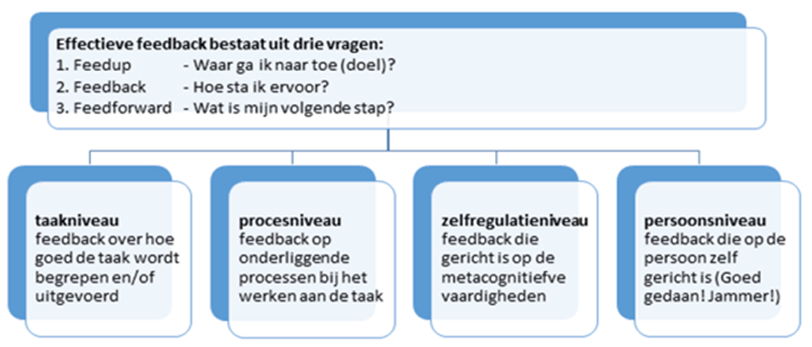 Effectieve feedback bestaat uit drie vragen:
1. Feedup - Waar ga ik naar toe (doel)?
2. Feedback - Hoe sta ik ervoor?
3. Feedforward - Wat is mijn volgende stap?
taakniveau
feedback over hoe
goed de taak wordt
begrepen en/of
uitgevoerd
procesniveau
feedback op
onderliggende
processen bij het
werken aan de taak
zelfregulatieniveau
feedback die
gericht is op de
metacognitiefve
vaardigheden
persoonsniveau
feedback die op de
persoon zelf
gericht is (Goed
gedaan! Jammer!)